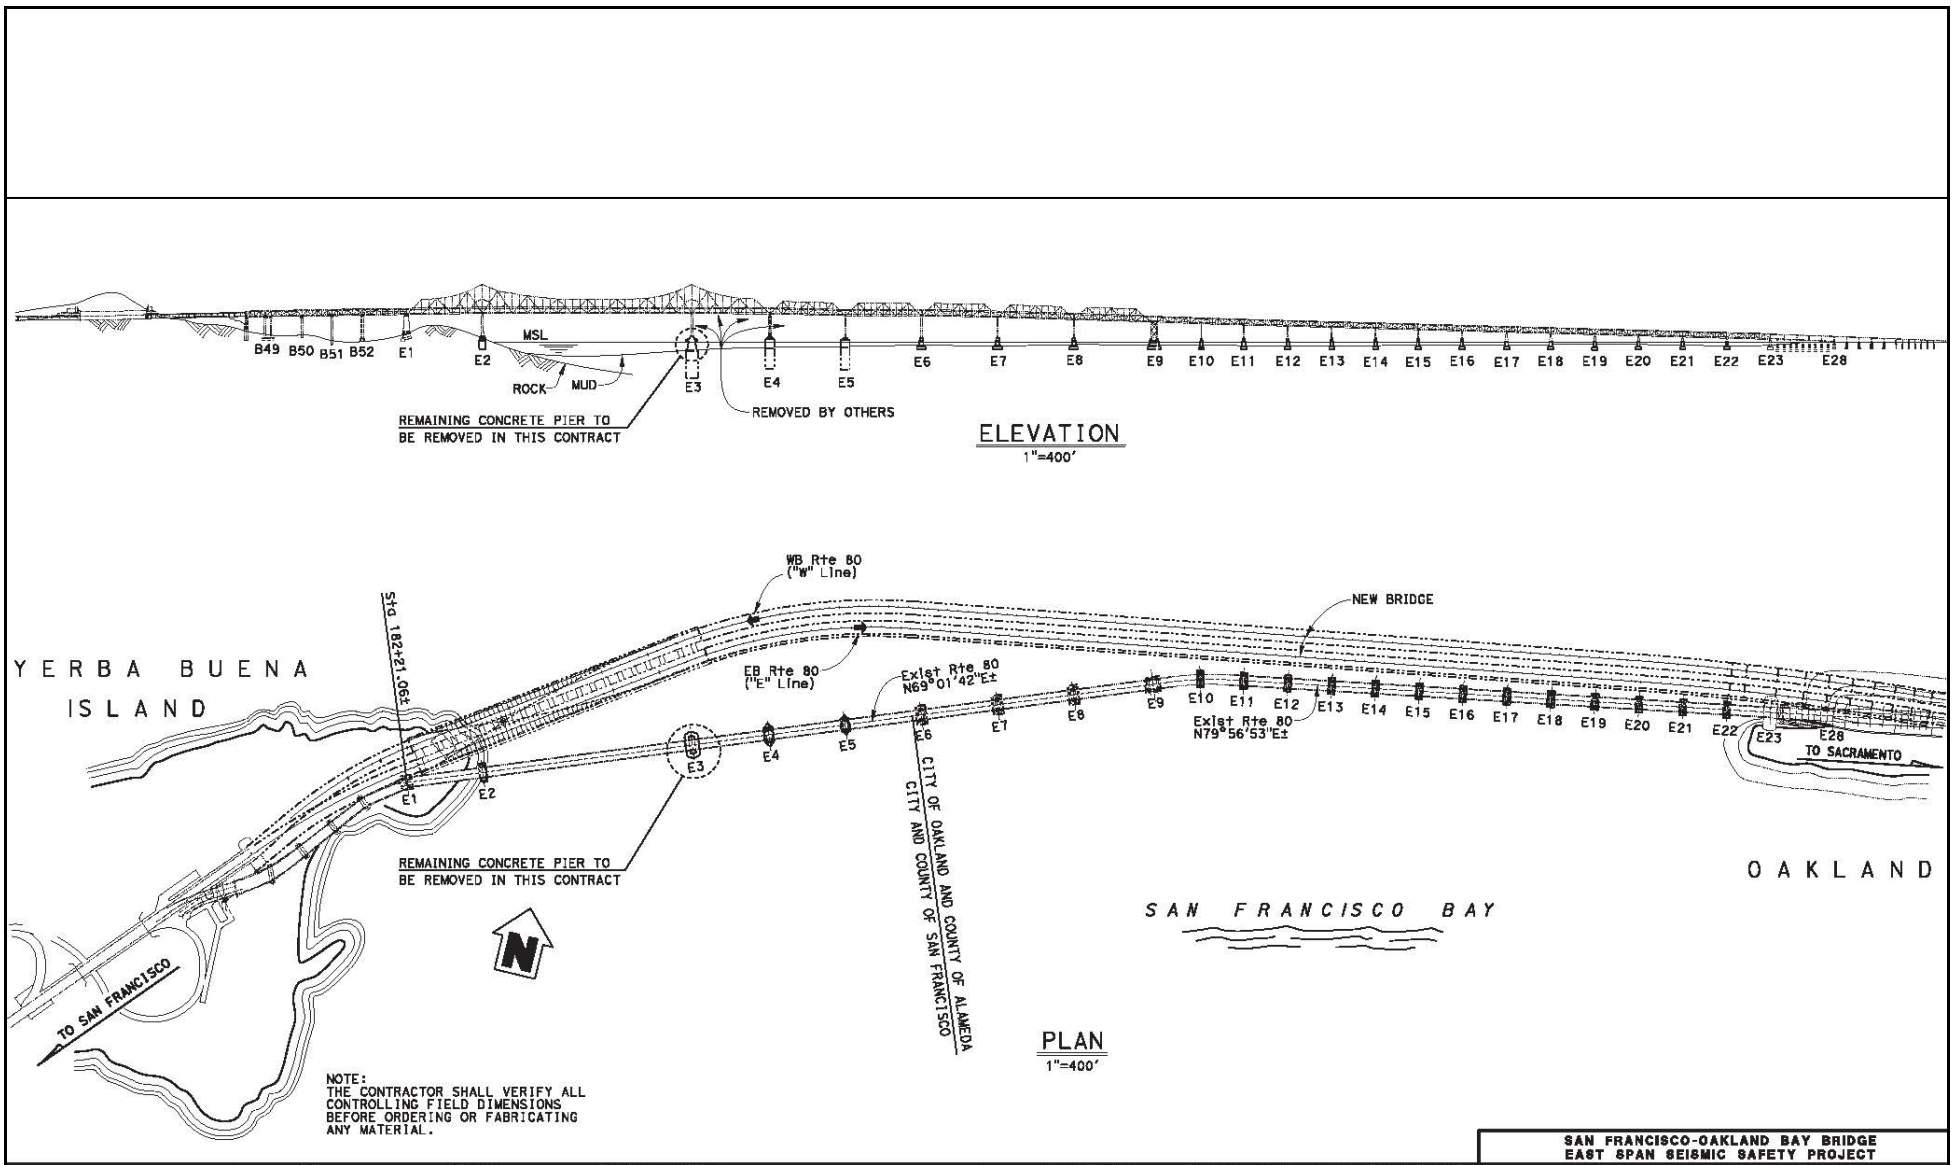 MSL
B49 B50 B51 B52 E1 E2 E3 E4 E5 E6 E7 E8 E9 E10 E11 E12 E13 E14 E15 E16 E17 E18 E19 E20 E21 E22 E23 E28
ROCK MUD
REMAINING CONCRETE PIER TO
BE REMOVED IN THIS CONTRACT
REMOVED BY OTHERS
ELEVATION
1"=400'
WB Rte 80
("W" Line)
NEW BRIDGE
Sta 182+21.06±
YERBA BUENA
ISLAND
EB Rte 80
("E" Line)
Exist Rte 80
N69°01'42"E±
Exist Rte 80
N79°56'53"E±
E1 E2 E3 E4 E5 E6 E7 E8 E9 E10 E11 E12 E13 E14 E15 E16 E17 E18 E19 E20 E21 E22 E23 E28
TO SACRAMENTO
CITY OF OAKLAND AND COUNTY OF ALAMEDA
CITY AND COUNTY OF SAN FRANCISCO
REMAINING CONCRETE PIER TO
BE REMOVED IN THIS CONTRACT
OAKLAND
SAN FRANCISCO BAY
N
TO SAN FRANCISCO
PLAN
1"=400'
NOTE:
THE CONTRACTOR SHALL VERIFY ALL
CONTROLLING FIELD DIMENSIONS
BEFORE ORDERING OR FABRICATING
ANY MATERIAL.
SAN FRANCISCO-OAKLAND BAY BRIDGE
EAST SPAN SEISMIC SAFETY PROJECT